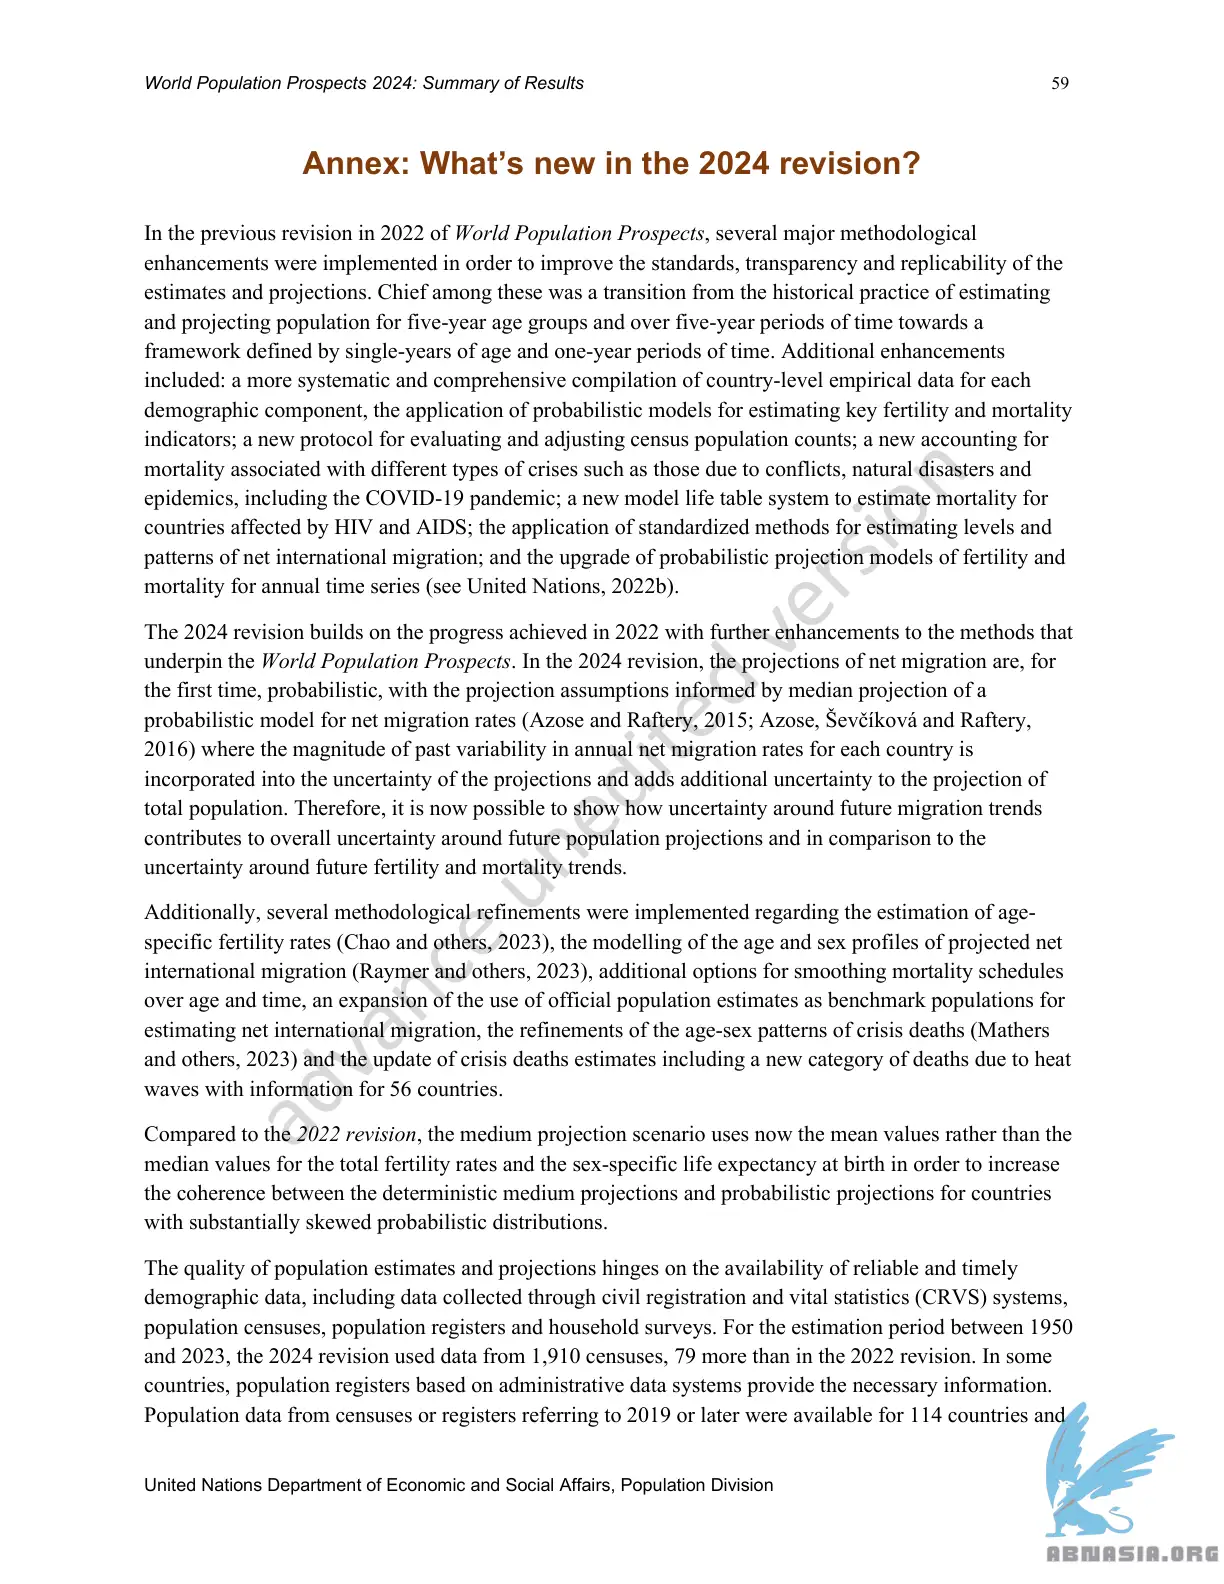 World Population Prospects 2024: Summary of Results 59
Annex: What’s new in the 2024 revision?
In the previous revision in 2022 of World Population Prospects, several major methodological
enhancements were implemented in order to improve the standards, transparency and replicability of the
estimates and projections. Chief among these was a transition from the historical practice of estimating
and projecting population for five-year age groups and over five-year periods of time towards a
framework defined by single-years of age and one-year periods of time. Additional enhancements
included: a more systematic and comprehensive compilation of country-level empirical data for each
demographic component, the application of probabilistic models for estimating key fertility and mortality
indicators; a new protocol for evaluating and adjusting census population counts; a new accounting for
mortality associated with different types of crises such as those due to conflicts, natural disasters and
epidemics, including the COVID-19 pandemic; a new model life table system to estimate mortality for
countries affected by HIV and AIDS; the application of standardized methods for estimating levels and
patterns of net international migration; and the upgrade of probabilistic projection models of fertility and
mortality for annual time series (see United Nations, 2022b).
The 2024 revision builds on the progress achieved in 2022 with further enhancements to the methods that
underpin the World Population Prospects. In the 2024 revision, the projections of net migration are, for
the first time, probabilistic, with the projection assumptions informed by median projection of a
probabilistic model for net migration rates (Azose and Raftery, 2015; Azose, Ševčíková and Raftery,
2016) where the magnitude of past variability in annual net migration rates for each country is
incorporated into the uncertainty of the projections and adds additional uncertainty to the projection of
total population. Therefore, it is now possible to show how uncertainty around future migration trends
contributes to overall uncertainty around future population projections and in comparison to the
uncertainty around future fertility and mortality trends.
Additionally, several methodological refinements were implemented regarding the estimation of age-
specific fertility rates (Chao and others, 2023), the modelling of the age and sex profiles of projected net
international migration (Raymer and others, 2023), additional options for smoothing mortality schedules
over age and time, an expansion of the use of official population estimates as benchmark populations for
estimating net international migration, the refinements of the age-sex patterns of crisis deaths (Mathers
and others, 2023) and the update of crisis deaths estimates including a new category of deaths due to heat
waves with information for 56 countries.
Compared to the 2022 revision, the medium projection scenario uses now the mean values rather than the
median values for the total fertility rates and the sex-specific life expectancy at birth in order to increase
the coherence between the deterministic medium projections and probabilistic projections for countries
with substantially skewed probabilistic distributions.
The quality of population estimates and projections hinges on the availability of reliable and timely
demographic data, including data collected through civil registration and vital statistics (CRVS) systems,
population censuses, population registers and household surveys. For the estimation period between 1950
and 2023, the 2024 revision used data from 1,910 censuses, 79 more than in the 2022 revision. In some
countries, population registers based on administrative data systems provide the necessary information.
Population data from censuses or registers referring to 2019 or later were available for 114 countries and
United Nations Department of Economic and Social Affairs, Population Division
advance unedited version
ABNASIA.ORG